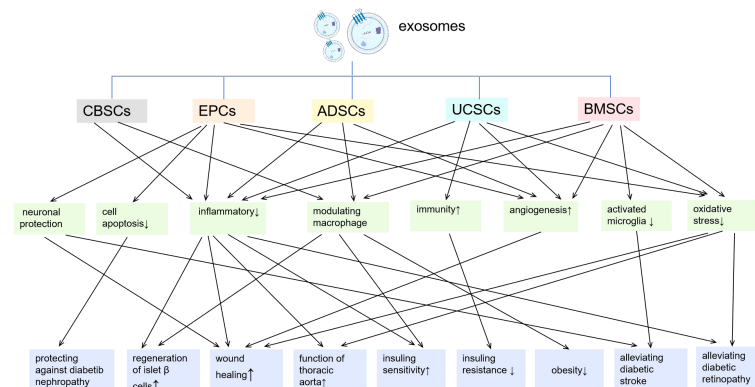 exosomes
CBSCs
EPCs
ADSCs
UCSCs
BMSCs
neuronal
protection
cell
apoptosis↓
inflammatory↓
modulating
macrophage
immunity↑
angiogenesis↑
activated
microglia ↓
oxidative
stress↓
protecting
against diabetib
nephropathy
regeneration
of islet β
cells↑
wound
healing↑
function of
thoracic
aorta↑
insuling
sensitivity↑
insuling
resistance ↓
obesity↓
alleviating
diabetic
stroke
alleviating
diabetic
retinopathy